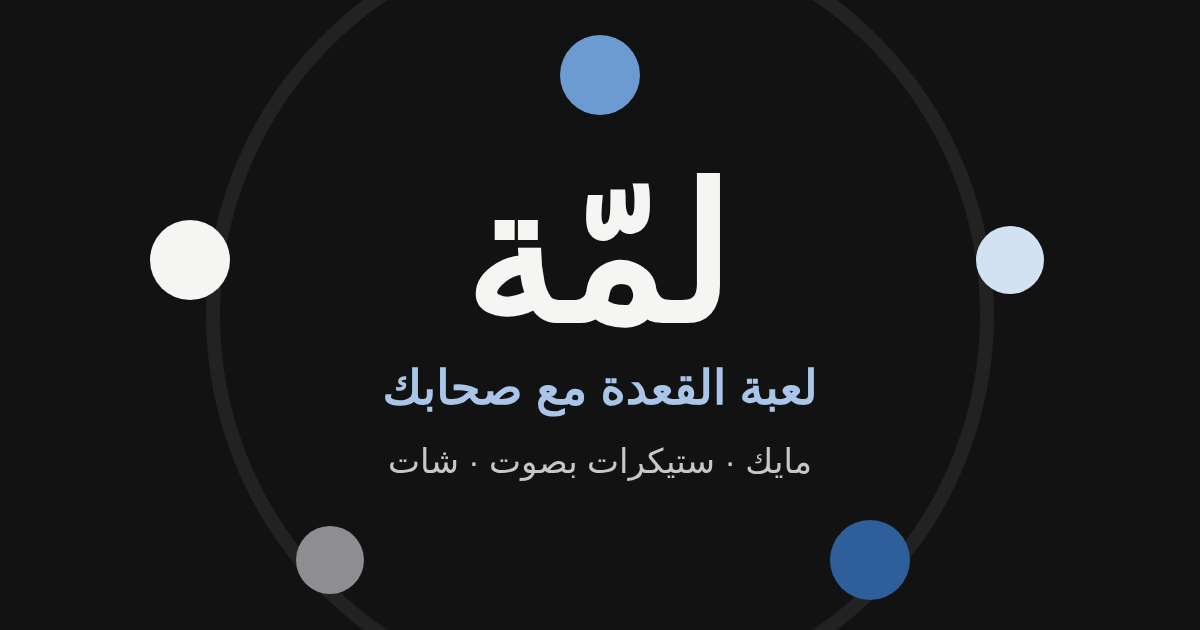 لمّة
لعبة القعدة مع صحابك
مايك · ستيكرات بصوت · شات